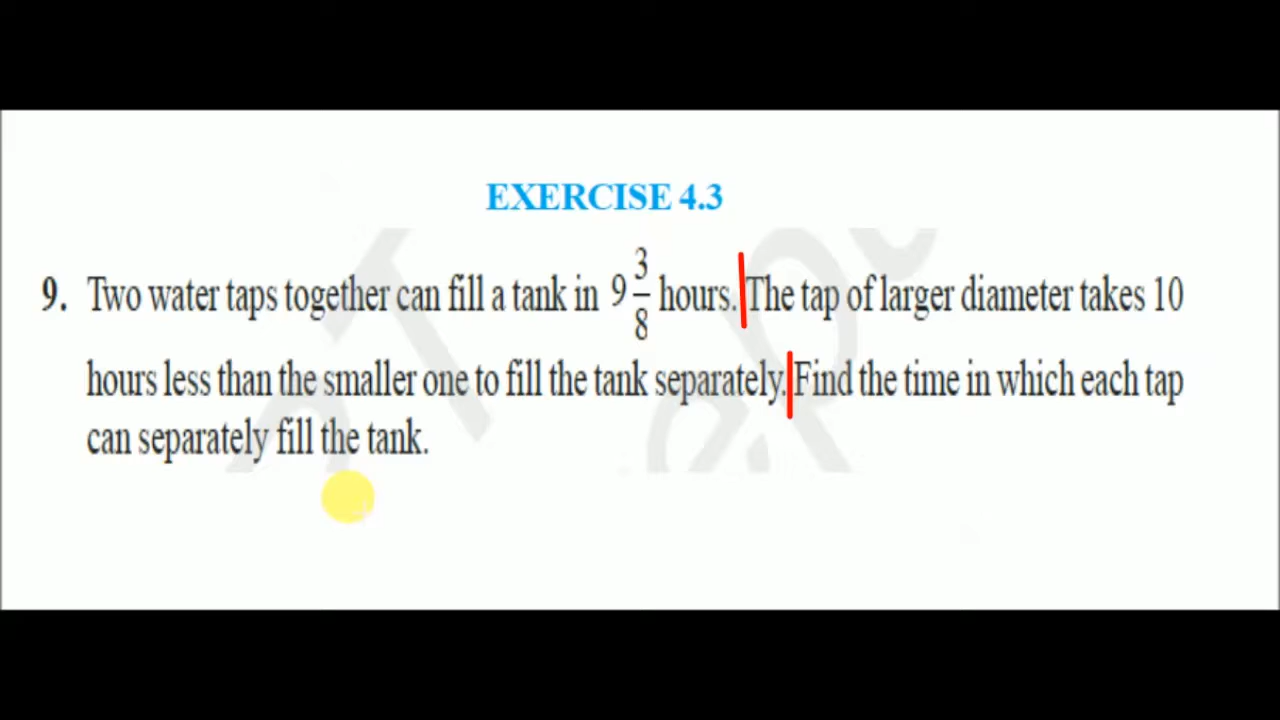 EXERCISE 4.3
9. Two water taps together can fill a tank in 9 3/8 hours. The tap of larger diameter takes 10
hours less than the smaller one to fill the tank separately. Find the time in which each tap
can separately fill the tank.